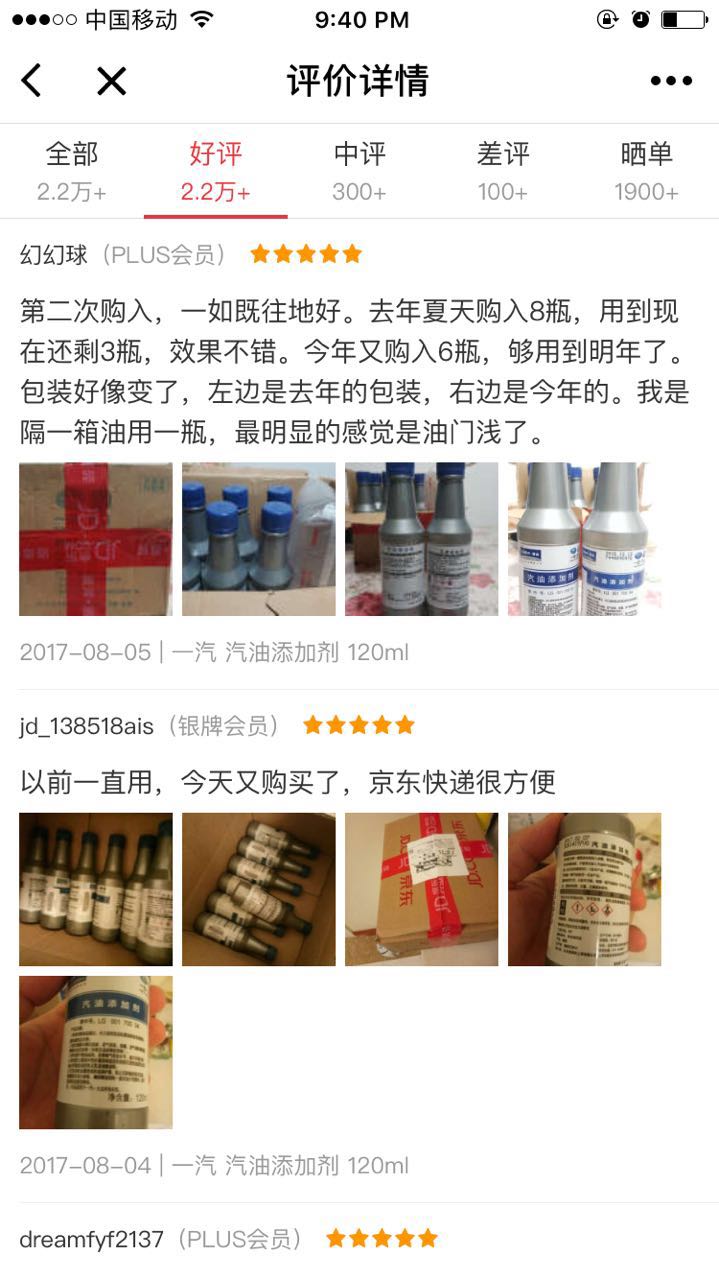 中国移动
9:40 PM
评价详情
全部
好评
中评
差评
晒单
2.2万+
2.2万+
300+
100+
1900+
幻幻球（PLUS会员）
第二次购入，一如既往地好。去年夏天购入8瓶，用到现
在还剩3瓶，效果不错。今年又购入6瓶，够用到明年了。
包装好像变了，左边是去年的包装，右边是今年的。我是
隔一箱油用一瓶，最明显的感觉是油门浅了。
JD
汽油添加剂
汽油添加剂
2017-08-05 | 一汽 汽油添加剂 120ml
jd_138518ais（银牌会员）
以前一直用，今天又购买了，京东快递很方便
JD
京东
汽油添加剂
汽油添加剂
净含量：
2017-08-04 | 一汽 汽油添加剂 120ml
dreamfyf2137（PLUS会员）